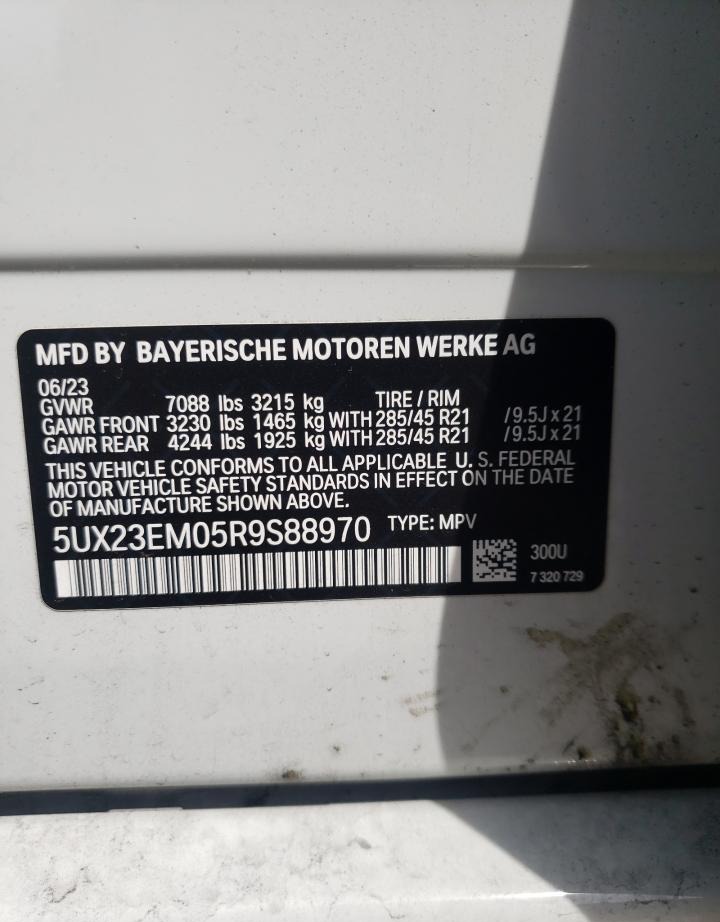 MFD BY BAYERISCHE MOTOREN WERKE AG
06/23
GVWR 7088 lbs 3215 kg TIRE / RIM
GAWR FRONT 3230 lbs 1465 kg WITH 285/45 R21 / 9.5J x 21
GAWR REAR 4244 lbs 1925 kg WITH 285/45 R21 / 9.5J x 21
THIS VEHICLE CONFORMS TO ALL APPLICABLE U. S. FEDERAL
MOTOR VEHICLE SAFETY STANDARDS IN EFFECT ON THE DATE
OF MANUFACTURE SHOWN ABOVE.
5UX23EM05R9S88970 TYPE: MPV
300U
7 320 729